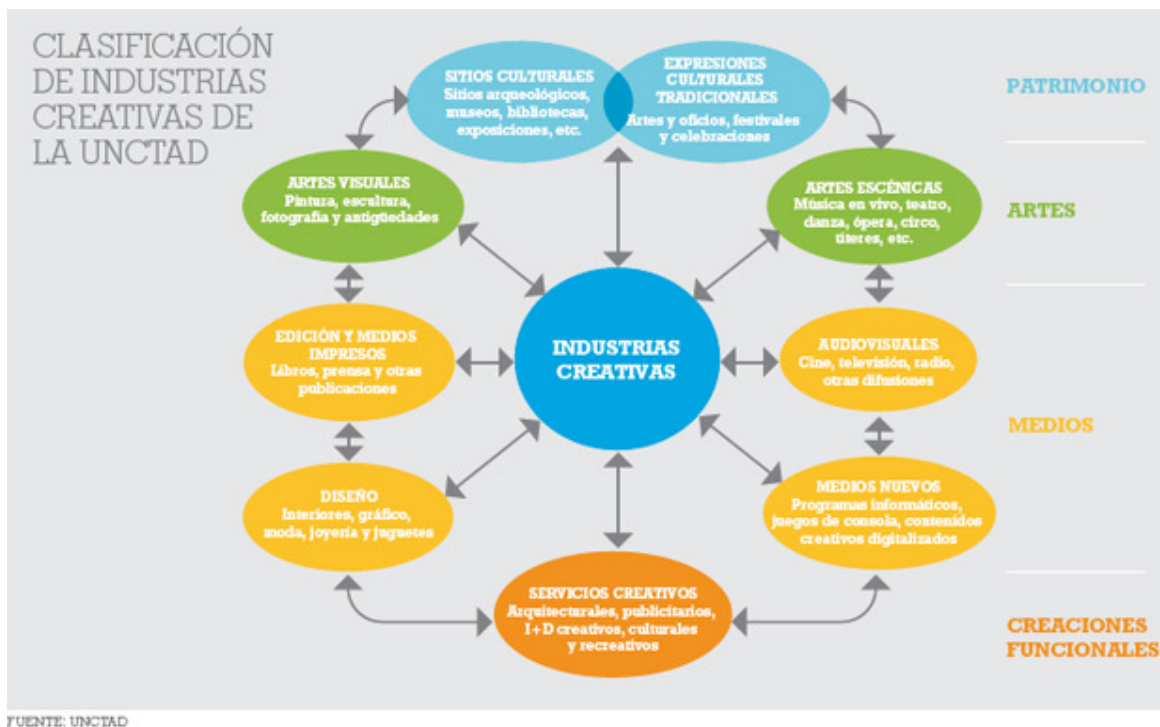 CLASIFICACIÓN
DE INDUSTRIAS
CREATIVAS DE
LA UNCTAD
SITIOS CULTURALES
Sitios arqueológicos,
museos, bibliotecas,
exposiciones, etc.
EXPRESIONES
CULTURALES
TRADICIONALES
Artes y oficios, festivales
y celebraciones
PATRIMONIO
ARTES VISUALES
Pintura, escultura,
fotografía y antigüedades
ARTES ESCÉNICAS
Música en vivo, teatro,
danza, ópera, circo,
títeres, etc.
ARTES
EDICIÓN Y MEDIOS
IMPRESOS
Libros, prensa y otras
publicaciones
INDUSTRIAS
CREATIVAS
AUDIOVISUALES
Cine, televisión, radio,
otras difusiones
MEDIOS
DISEÑO
Interiores, gráfico,
moda, joyería y juguetes
MEDIOS NUEVOS
Programas informáticos,
juegos de consola, contenidos
creativos digitalizados
SERVICIOS CREATIVOS
Arquitecturales, publicitarios,
I+D creativos, culturales
y recreativos
CREACIONES
FUNCIONALES
FUENTE: UNCTAD